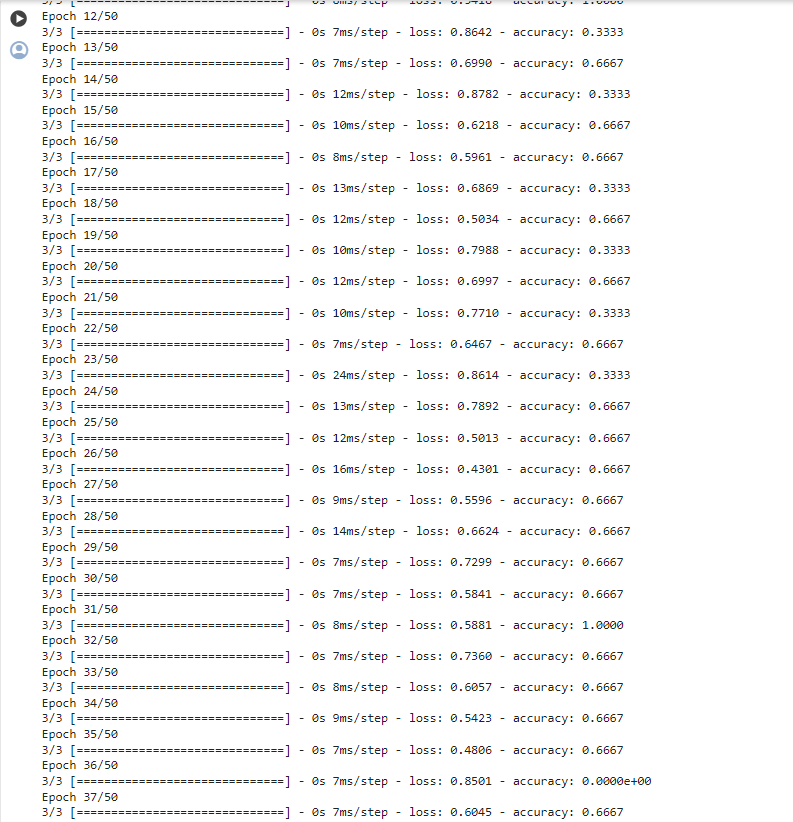 3/3 [==============================] - 0s 8ms/step - loss: 0.5418 - accuracy: 1.0000
Epoch 12/50
3/3 [==============================] - 0s 7ms/step - loss: 0.8642 - accuracy: 0.3333
Epoch 13/50
3/3 [==============================] - 0s 7ms/step - loss: 0.6990 - accuracy: 0.6667
Epoch 14/50
3/3 [==============================] - 0s 12ms/step - loss: 0.8782 - accuracy: 0.3333
Epoch 15/50
3/3 [==============================] - 0s 10ms/step - loss: 0.6218 - accuracy: 0.6667
Epoch 16/50
3/3 [==============================] - 0s 8ms/step - loss: 0.5961 - accuracy: 0.6667
Epoch 17/50
3/3 [==============================] - 0s 13ms/step - loss: 0.6869 - accuracy: 0.3333
Epoch 18/50
3/3 [==============================] - 0s 12ms/step - loss: 0.5034 - accuracy: 0.6667
Epoch 19/50
3/3 [==============================] - 0s 10ms/step - loss: 0.7988 - accuracy: 0.3333
Epoch 20/50
3/3 [==============================] - 0s 12ms/step - loss: 0.6997 - accuracy: 0.6667
Epoch 21/50
3/3 [==============================] - 0s 10ms/step - loss: 0.7710 - accuracy: 0.3333
Epoch 22/50
3/3 [==============================] - 0s 7ms/step - loss: 0.6467 - accuracy: 0.6667
Epoch 23/50
3/3 [==============================] - 0s 24ms/step - loss: 0.8614 - accuracy: 0.3333
Epoch 24/50
3/3 [==============================] - 0s 13ms/step - loss: 0.7892 - accuracy: 0.6667
Epoch 25/50
3/3 [==============================] - 0s 12ms/step - loss: 0.5013 - accuracy: 0.6667
Epoch 26/50
3/3 [==============================] - 0s 16ms/step - loss: 0.4301 - accuracy: 0.6667
Epoch 27/50
3/3 [==============================] - 0s 9ms/step - loss: 0.5596 - accuracy: 0.6667
Epoch 28/50
3/3 [==============================] - 0s 14ms/step - loss: 0.6624 - accuracy: 0.6667
Epoch 29/50
3/3 [==============================] - 0s 7ms/step - loss: 0.7299 - accuracy: 0.6667
Epoch 30/50
3/3 [==============================] - 0s 7ms/step - loss: 0.5841 - accuracy: 0.6667
Epoch 31/50
3/3 [==============================] - 0s 8ms/step - loss: 0.5881 - accuracy: 1.0000
Epoch 32/50
3/3 [==============================] - 0s 7ms/step - loss: 0.7360 - accuracy: 0.6667
Epoch 33/50
3/3 [==============================] - 0s 8ms/step - loss: 0.6057 - accuracy: 0.6667
Epoch 34/50
3/3 [==============================] - 0s 9ms/step - loss: 0.5423 - accuracy: 0.6667
Epoch 35/50
3/3 [==============================] - 0s 7ms/step - loss: 0.4806 - accuracy: 0.6667
Epoch 36/50
3/3 [==============================] - 0s 7ms/step - loss: 0.8501 - accuracy: 0.0000e+00
Epoch 37/50
3/3 [==============================] - 0s 7ms/step - loss: 0.6045 - accuracy: 0.6667